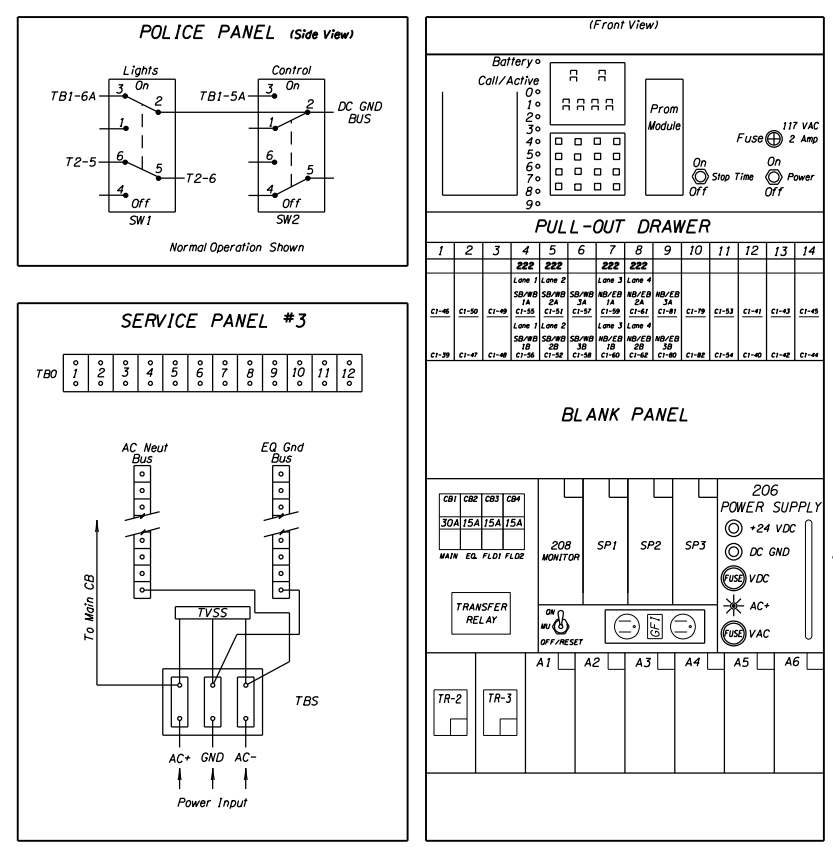 POLICE PANEL (Side View)
Lights
Control
3 On
2
TB1-6A
1
T2-5
6
5
T2-6
4
Off
SW1
TB1-5A
3 On
2
DC GND
BUS
1
6
5
4
Off
SW2
Normal Operation Shown
SERVICE PANEL #3
TBO 1 2 3 4 5 6 7 8 9 10 11 12
AC Neut
Bus
EQ Gnd
Bus
To Main CB
TVSS
TBS
AC+ GND AC-
Power Input
(Front View)
Battery
Call/Active
0
1
2
3
4
5
6
7
8
9
Prom
Module
Fuse
117 VAC
2 Amp
On
Stop Time
Off
On
Power
Off
PULL-OUT DRAWER
1 2 3 4 5 6 7 8 9 10 11 12 13 14
222 222 222 222
Lane 1 Lane 2 Lane 3 Lane 4
SB/WB SB/WB SB/WB NB/EB NB/EB NB/EB
1A 2A 3A 1A 2A 3A
C1-46 C1-50 C1-49 C1-55 C1-51 C1-57 C1-59 C1-61 C1-81 C1-79 C1-53 C1-41 C1-43 C1-45
Lane 1 Lane 2 Lane 3 Lane 4
SB/WB SB/WB SB/WB NB/EB NB/EB NB/EB
1B 2B 3B 1B 2B 3B
C1-39 C1-47 C1-48 C1-56 C1-52 C1-58 C1-60 C1-62 C1-80 C1-82 C1-54 C1-40 C1-42 C1-44
BLANK PANEL
CB1 CB2 CB3 CB4
30A 15A 15A 15A
MAIN EQ. FLD1 FLD2
TRANSFER
RELAY
208
MONITOR
SP1
SP2
SP3
206
POWER SUPPLY
+24 VDC
DC GND
FUSE VDC
AC+
FUSE VAC
ON
MU
OFF/RESET
GFI
A1 A2 A3 A4 A5 A6
TR-2 TR-3